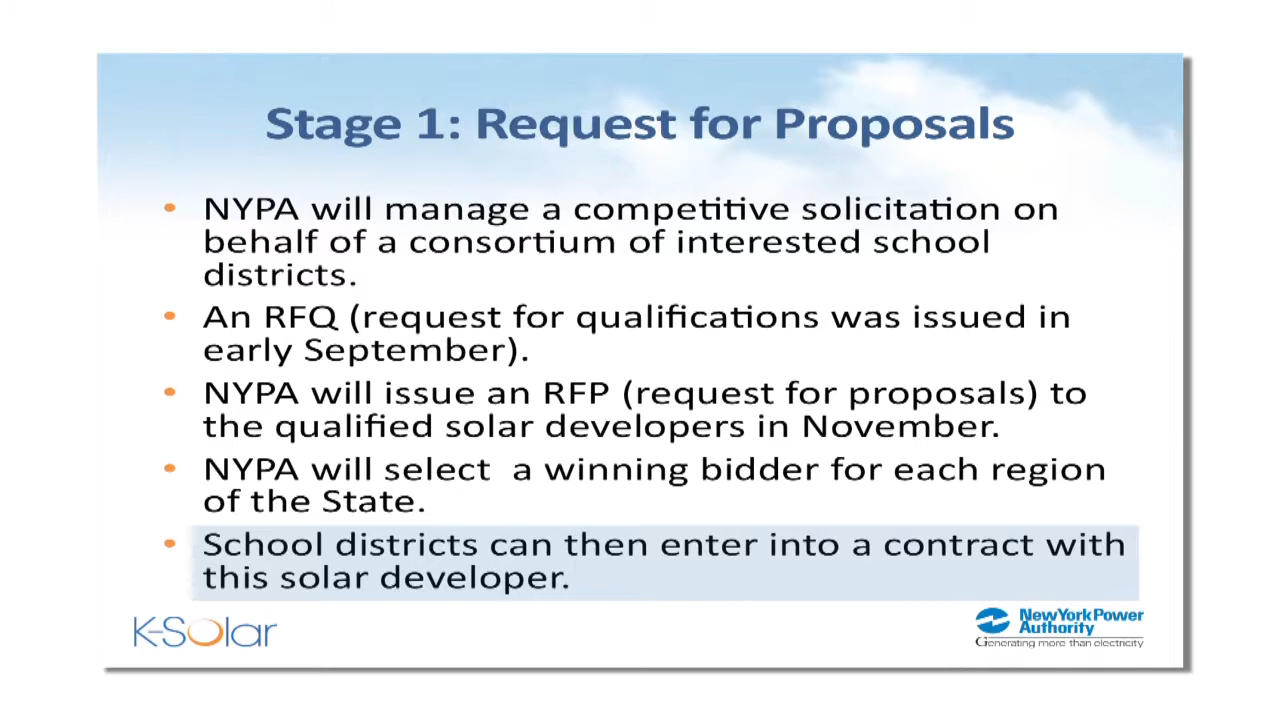 Stage 1: Request for Proposals
• NYPA will manage a competitive solicitation on
behalf of a consortium of interested school
districts.
• An RFQ (request for qualifications was issued in
early September).
• NYPA will issue an RFP (request for proposals) to
the qualified solar developers in November.
• NYPA will select  a winning bidder for each region
of the State.
• School districts can then enter into a contract with
this solar developer.
K-Solar
NewYorkPower
Authority
Generating more than electricity